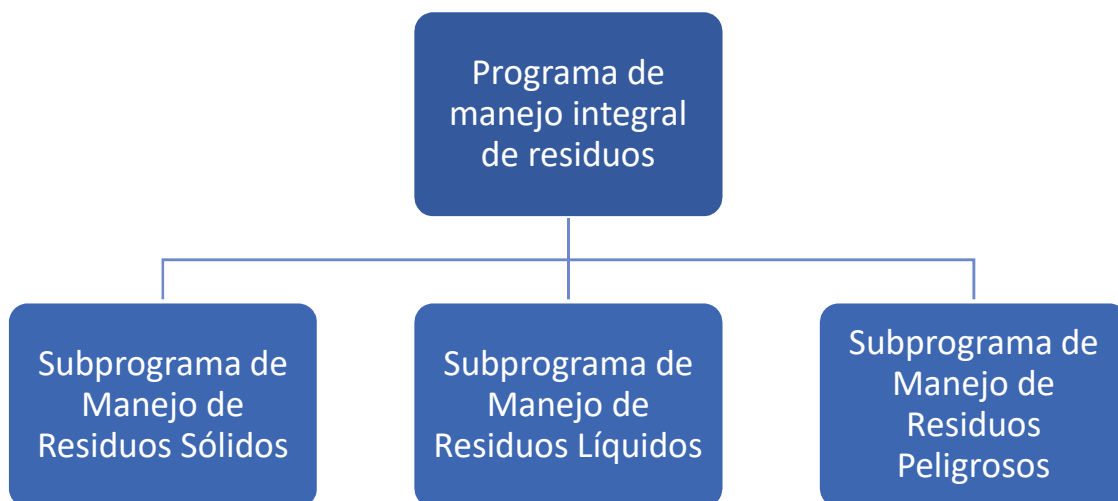 Programa de
manejo integral
de residuos
Subprograma de
Manejo de
Residuos Sólidos
Subprograma de
Manejo de
Residuos Líquidos
Subprograma de
Manejo de
Residuos
Peligrosos